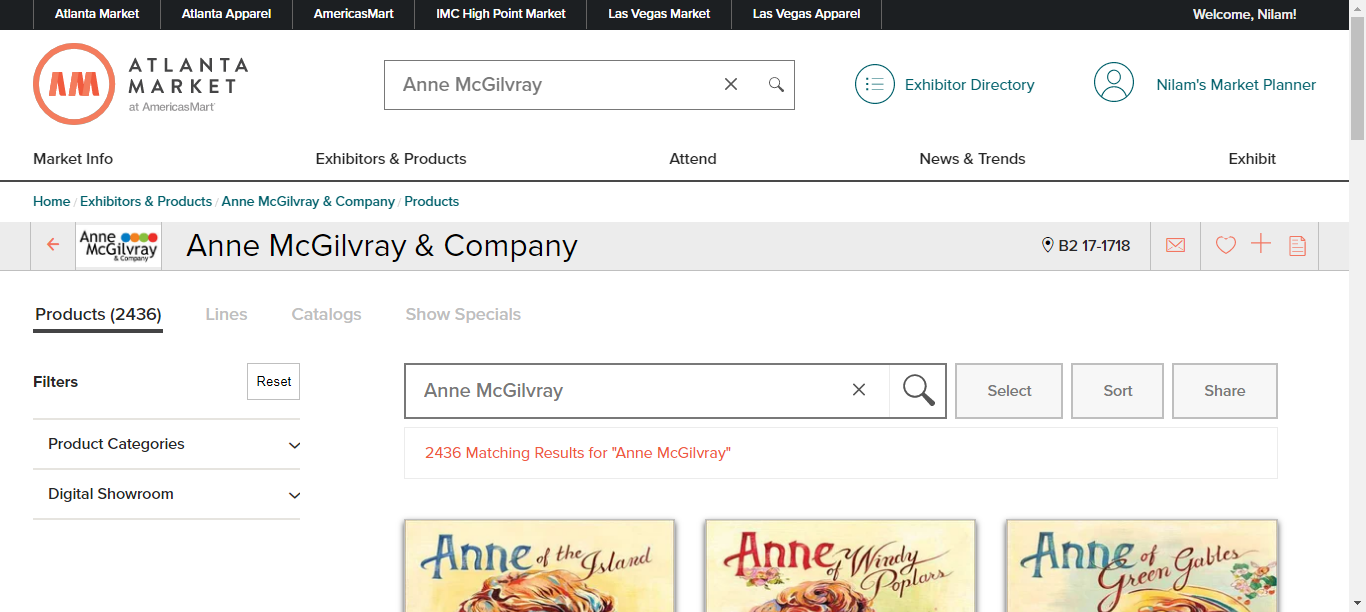 Atlanta Market Atlanta Apparel AmericasMart IMC High Point Market Las Vegas Market Las Vegas Apparel Welcome, Nilam!
AM ATLANTA
MARKET
at AmericasMart
Anne McGilvray
Exhibitor Directory
Nilam's Market Planner
Market Info Exhibitors & Products Attend News & Trends Exhibit
Home / Exhibitors & Products / Anne McGilvray & Company / Products
Anne
McGilvray
& Company
Anne McGilvray & Company
B2 17-1718
Products (2436) Lines Catalogs Show Specials
Filters Reset
Product Categories
Digital Showroom
Anne McGilvray
Select Sort Share
2436 Matching Results for "Anne McGilvray"
Anne of the Island
Anne of Windy Poplars
Anne of Green Gables